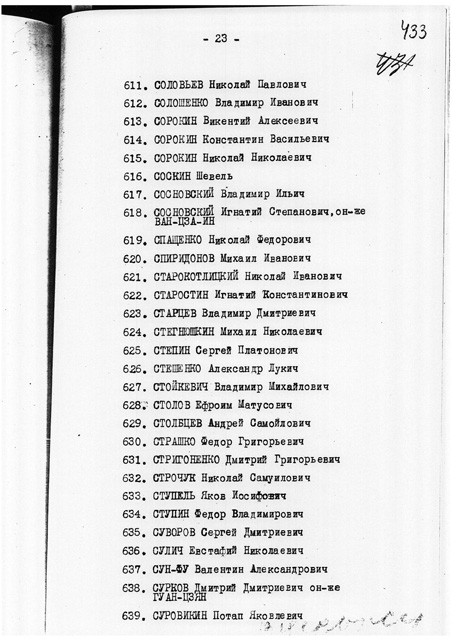 - 23 -
433
611. СОЛОВЬЕВ Николай Павлович
612. СОЛОШЕНКО Владимир Иванович
613. СОРОКИН Викентий Алексеевич
614. СОРОКИН Константин Васильевич
615. СОРОКИН Николай Николаевич
616. СОСКИН Шевель
617. СОСНОВСКИЙ Владимир Ильич
618. СОСНОВСКИЙ Игнатий Степанович,он-же
ВАН-ЦЗА-ИН
619. СПАЩЕНКО Николай Федорович
620. СПИРИДОНОВ Михаил Иванович
621. СТАРОКОТЛИЦКИЙ Николай Иванович
622. СТАРОСТИН Игнатий Константинович
623. СТАРЦЕВ Владимир Дмитриевич
624. СТЕГНЮШКИН Михаил Николаевич
625. СТЕПИН Сергей Платонович
626. СТЕШЕНКО Александр Лукич
627. СТОЙКЕВИЧ Владимир Михайлович
628. СТОЛОВ Ефроим Матусович
629. СТОЛБЦЕВ Андрей Самойлович
630. СТРАШКО Федор Григорьевич
631. СТРИГОНЕНКО Дмитрий Григорьевич
632. СТРОЧУК Николай Самуилович
633. СТУПЕЛЬ Яков Иосифович
634. СТУПИН Федор Владимирович
635. СУВОРОВ Сергей Дмитриевич
636. СУЛИЧ Евстафий Николаевич
637. СУН-ФУ Валентин Александрович
638. СУРКОВ Дмитрий Дмитриевич он-же
ГУАН-ЦЗЯН
639. СУРОВИКИН Потап Яковлевич